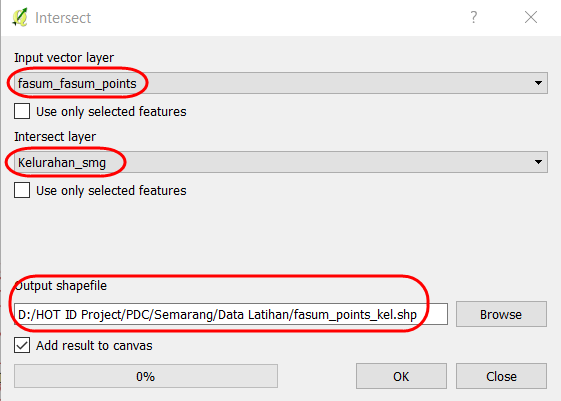 Intersect
?
Input vector layer
fasum_fasum_points
Use only selected features
Intersect layer
Kelurahan_smg
Use only selected features
Output shapefile
D:/HOT ID Project/PDC/Semarang/Data Latihan/fasum_points_kel.shp
Browse
Add result to canvas
0%
OK
Close